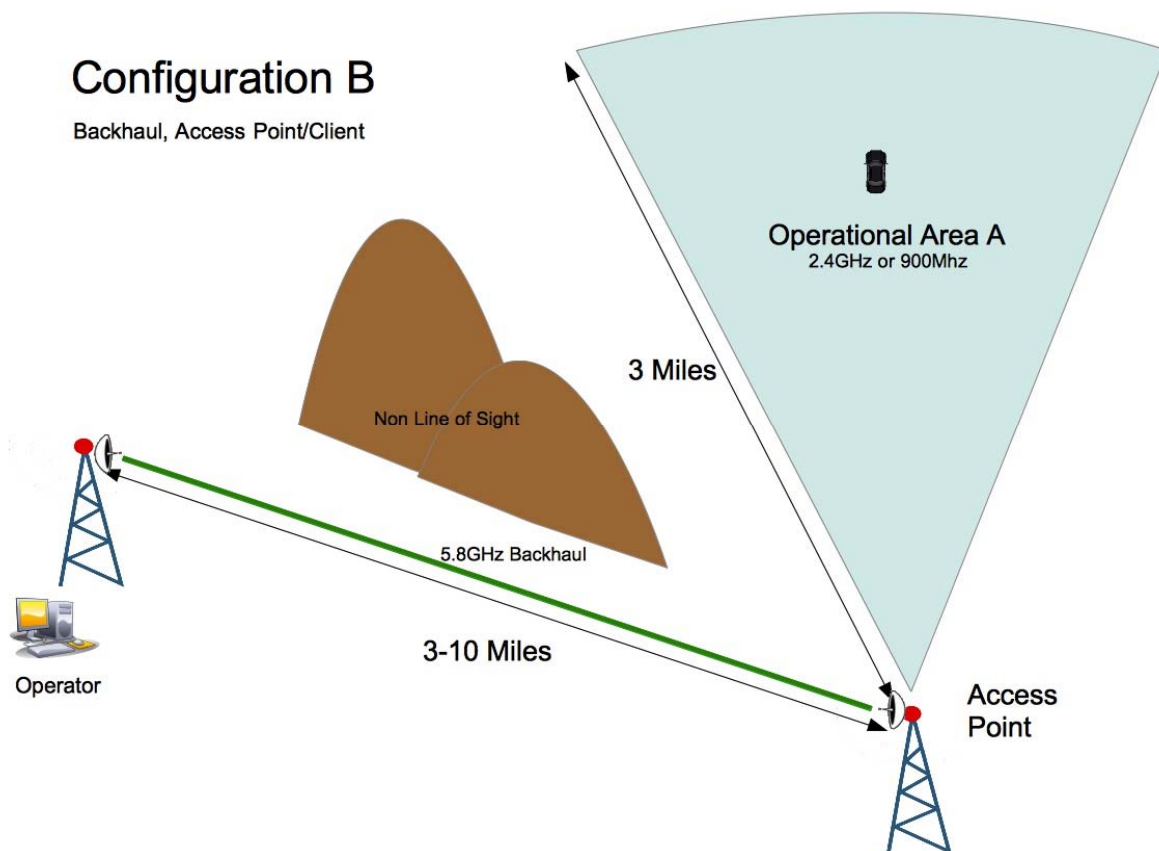 Configuration B
Backhaul, Access Point/Client
Operational Area A
2.4GHz or 900Mhz
3 Miles
Non Line of Sight
5.8GHz Backhaul
3-10 Miles
Operator
Access
Point